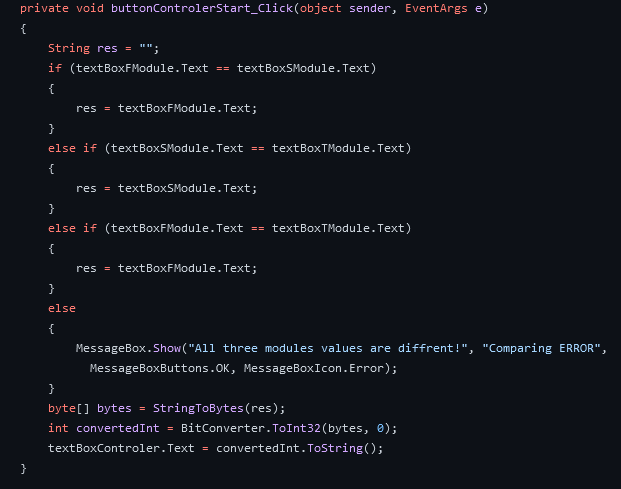 private void buttonControlerStart_Click(object sender, EventArgs e)
{
    String res = "";
    if (textBoxFModule.Text == textBoxSModule.Text)
    {
        res = textBoxFModule.Text;
    }
    else if (textBoxSModule.Text == textBoxTModule.Text)
    {
        res = textBoxSModule.Text;
    }
    else if (textBoxFModule.Text == textBoxTModule.Text)
    {
        res = textBoxFModule.Text;
    }
    else
    {
        MessageBox.Show("All three modules values are diffrent!", "Comparing ERROR",
          MessageBoxButtons.OK, MessageBoxIcon.Error);
    }
    byte[] bytes = StringToBytes(res);
    int convertedInt = BitConverter.ToInt32(bytes, 0);
    textBoxControler.Text = convertedInt.ToString();
}